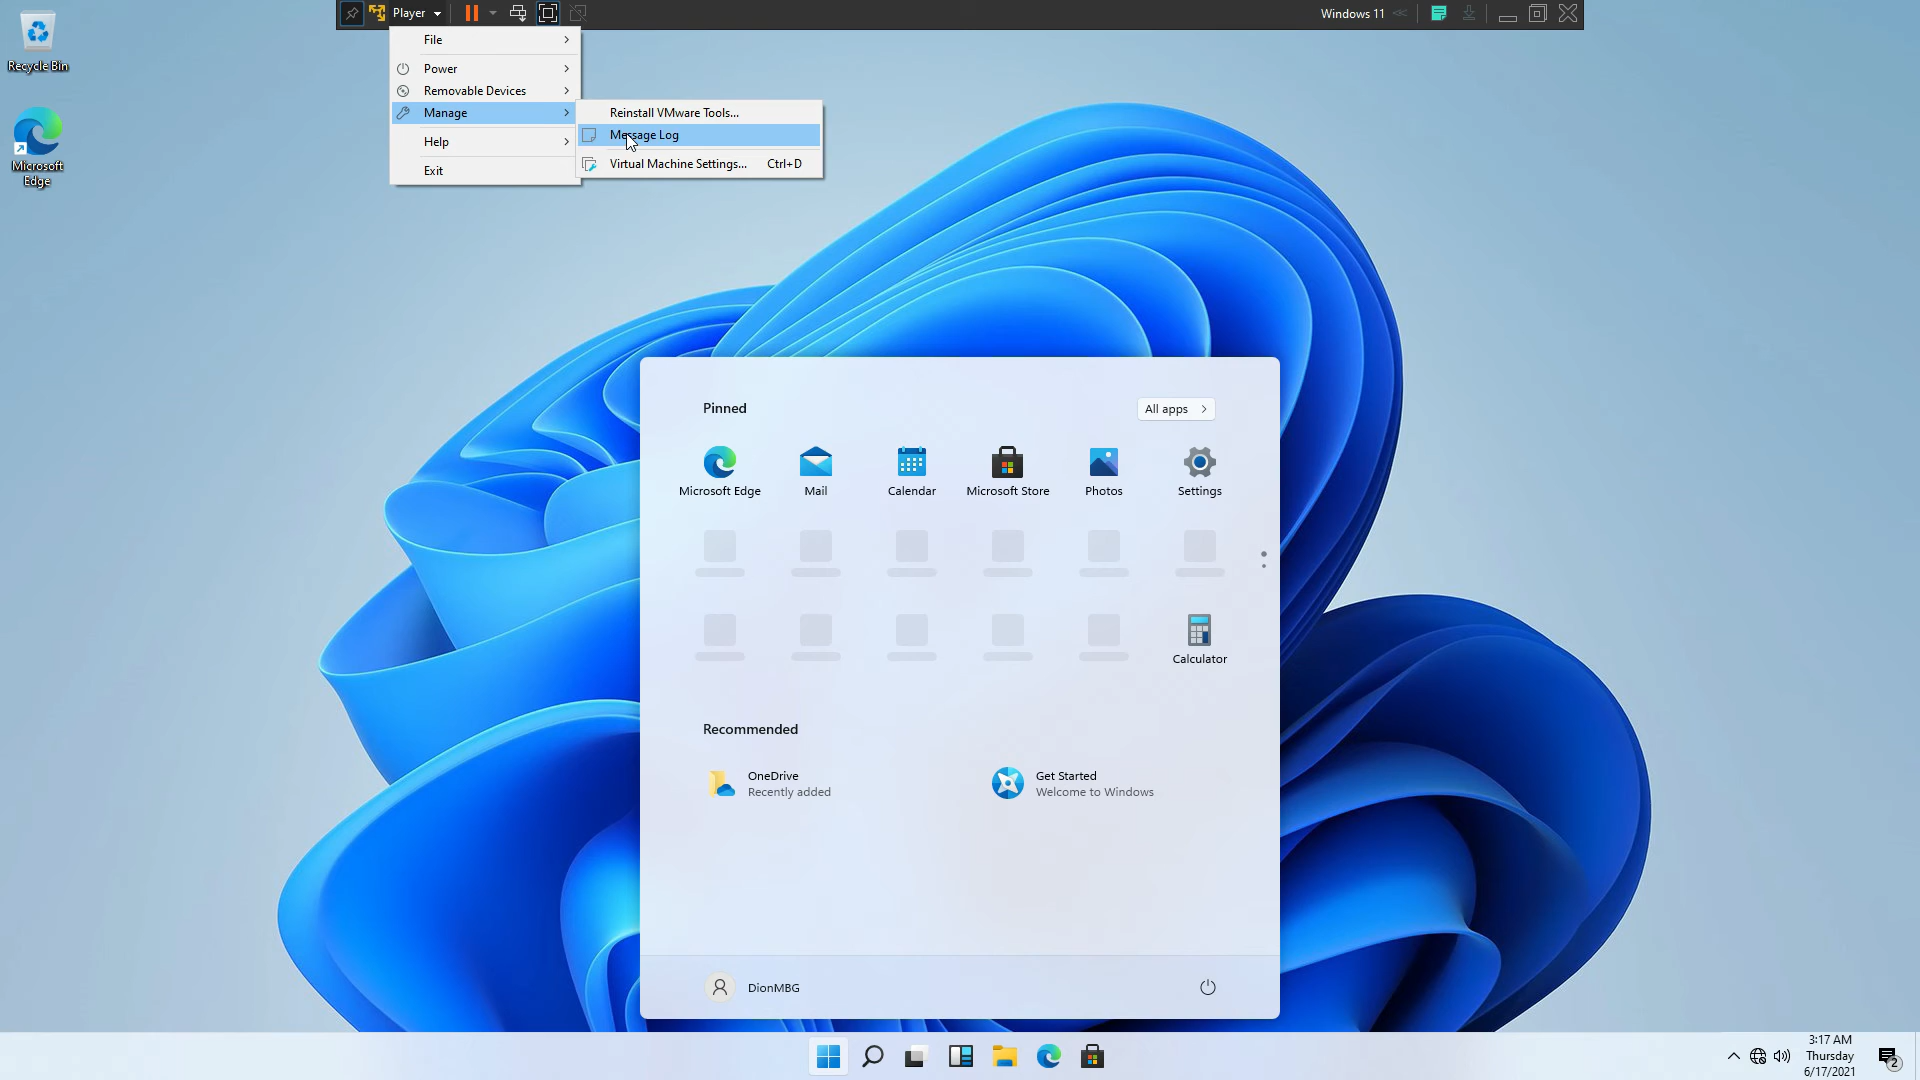 Player
Windows 11
Recycle Bin
Microsoft
Edge
File
Power
Removable Devices
Manage
Help
Exit
Reinstall VMware Tools...
Message Log
Virtual Machine Settings... Ctrl+D
Pinned
All apps
Microsoft Edge
Mail
Calendar
Microsoft Store
Photos
Settings
Calculator
Recommended
OneDrive
Recently added
Get Started
Welcome to Windows
DionMBG
3:17 AM
Thursday
6/17/2021
2